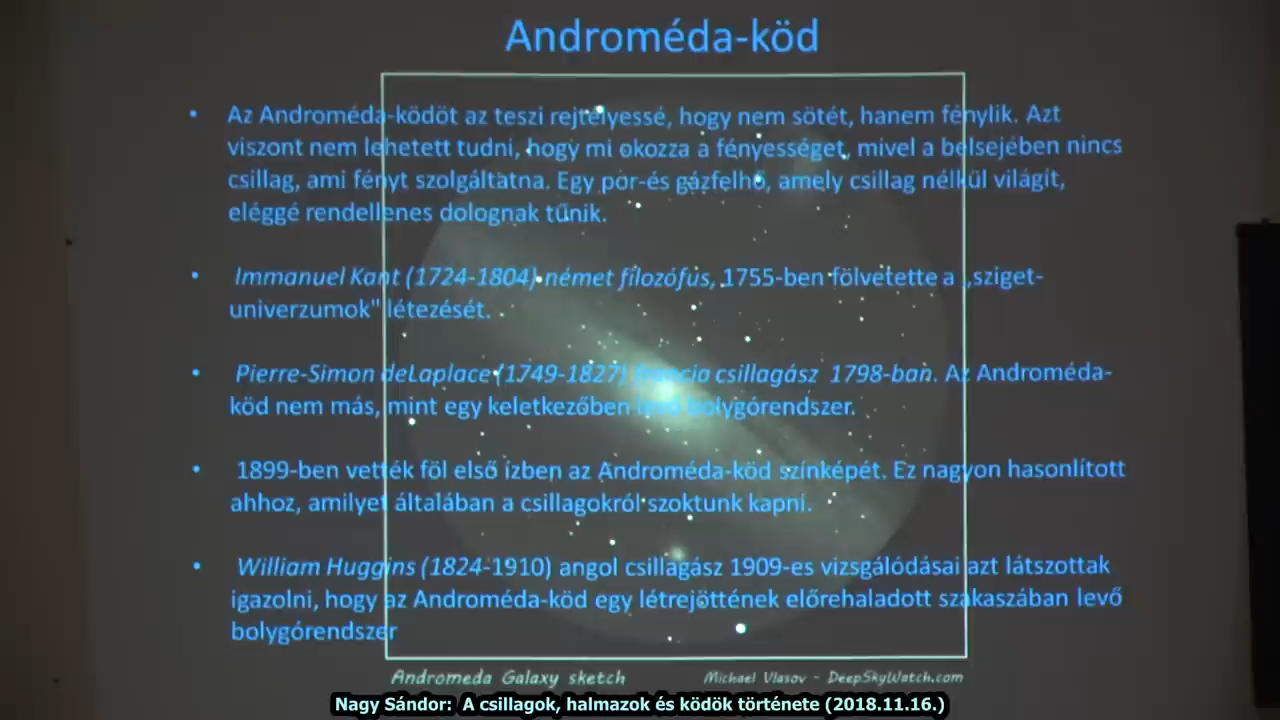 Androméda-köd
• Az Androméda-ködöt az teszi rejtélyessé, hogy nem sötét, hanem fénylik. Azt
viszont nem lehetett tudni, hogy mi okozza a fényességet, mivel a belsejében nincs
csillag, ami fényt szolgáltatna. Egy por-és gázfelhő, amely csillag nélkül világít,
eléggé rendellenes dolognak tűnik.
• Immanuel Kant (1724-1804) német filozófus, 1755-ben fölvetette a „sziget-
univerzumok" létezését.
• Pierre-Simon deLaplace (1749-1827) francia csillagász 1798-ban. Az Androméda-
köd nem más, mint egy keletkezőben levő bolygórendszer.
• 1899-ben vették föl első ízben az Androméda-köd színképét. Ez nagyon hasonlított
ahhoz, amilyet általában a csillagokról szoktunk kapni.
• William Huggins (1824-1910) angol csillagász 1909-es vizsgálódásai azt látszottak
igazolni, hogy az Androméda-köd egy létrejöttének előrehaladott szakaszában levő
bolygórendszer
Andromeda Galaxy sketch
Michael Vlasov - DeepSkyWatch.com
Nagy Sándor: A csillagok, halmazok és ködök története (2018.11.16.)